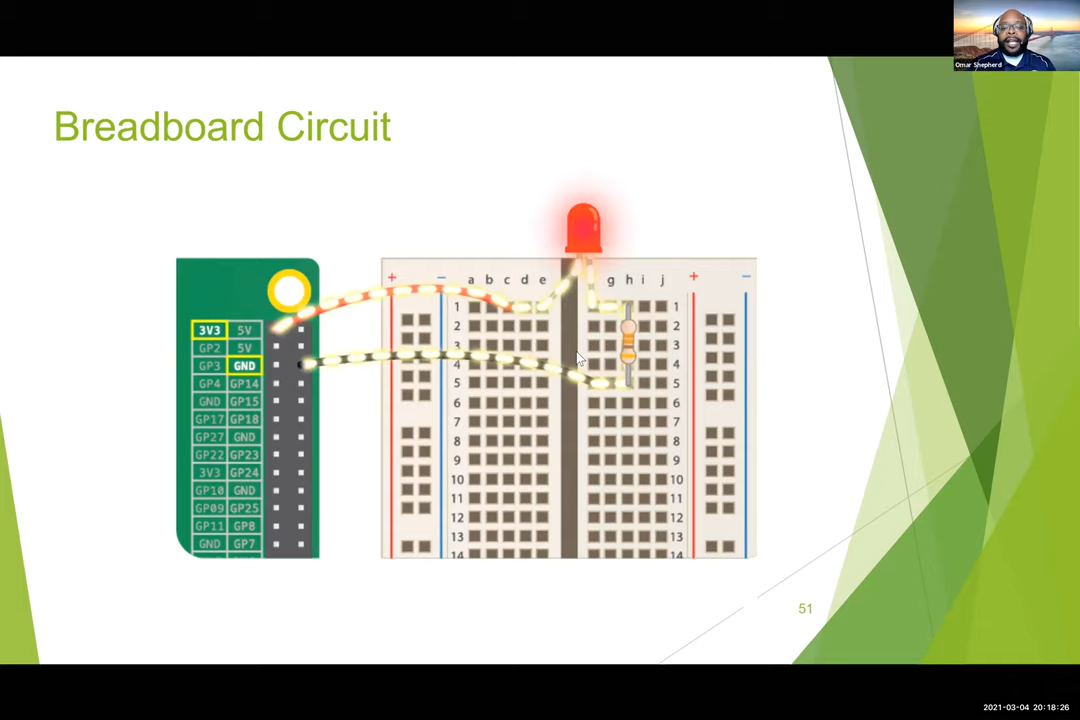 Omar Shepherd
Breadboard Circuit
+ − a b c d e g h i j + −
3V3 5V
GP2 5V
GP3 GND
GP4 GP14
GND GP15
GP17 GP18
GP27 GND
GP22 GP23
3V3 GP24
GP10 GND
GP09 GP25
GP11 GP8
GND GP7
1 1
2 2
3 3
4 4
5 5
6 6
7 7
8 8
9 9
10 10
11 11
12 12
13 13
14 14
51
2021-03-04 20:18:26